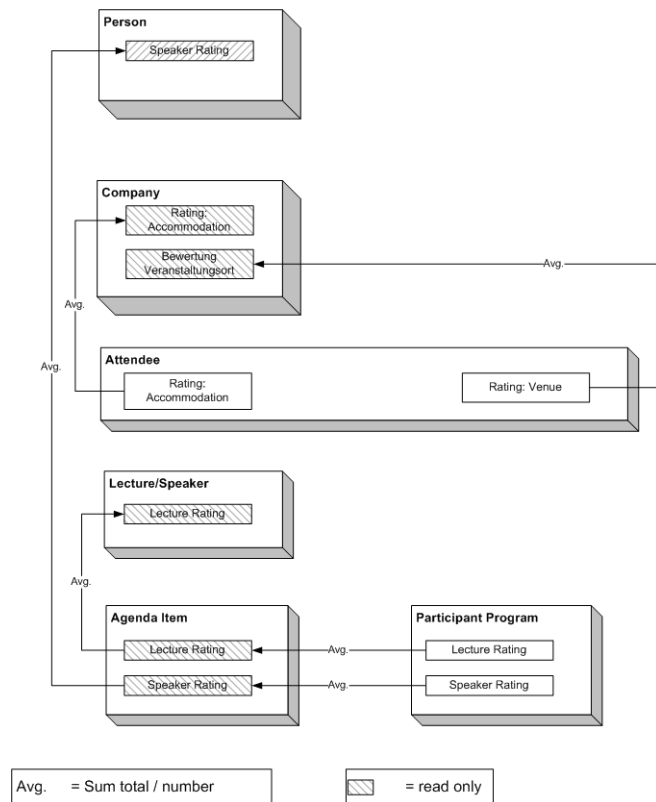 Person
Speaker Rating
Company
Rating:
Accommodation
Bewertung
Veranstaltungsort
Avg.
Avg.
Attendee
Avg.
Rating:
Accommodation
Rating: Venue
Lecture/Speaker
Lecture Rating
Avg.
Agenda Item
Participant Program
Lecture Rating
Avg.
Lecture Rating
Speaker Rating
Avg.
Speaker Rating
Avg. = Sum total / number
= read only